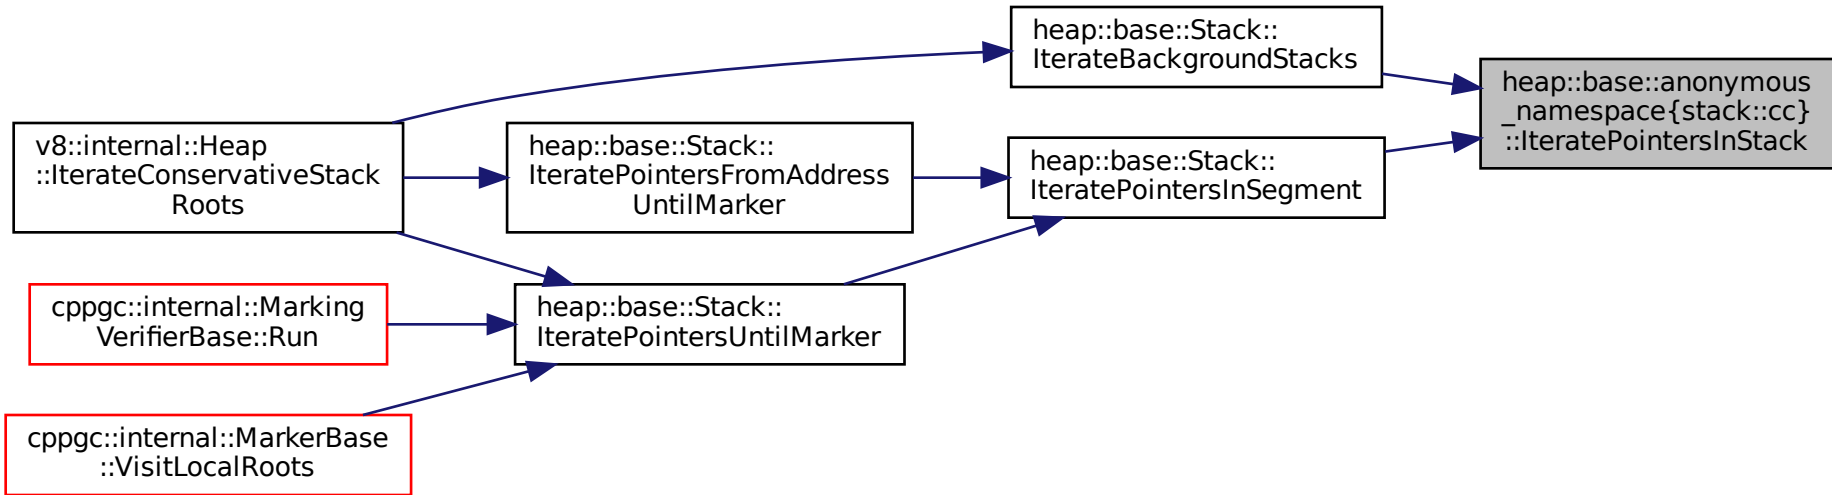 heap::base::Stack::
IterateBackgroundStacks
heap::base::anonymous
_namespace{stack::cc}
::IteratePointersInStack
v8::internal::Heap
::IterateConservativeStack
Roots
heap::base::Stack::
IteratePointersFromAddress
UntilMarker
heap::base::Stack::
IteratePointersInSegment
cppgc::internal::Marking
VerifierBase::Run
heap::base::Stack::
IteratePointersUntilMarker
cppgc::internal::MarkerBase
::VisitLocalRoots